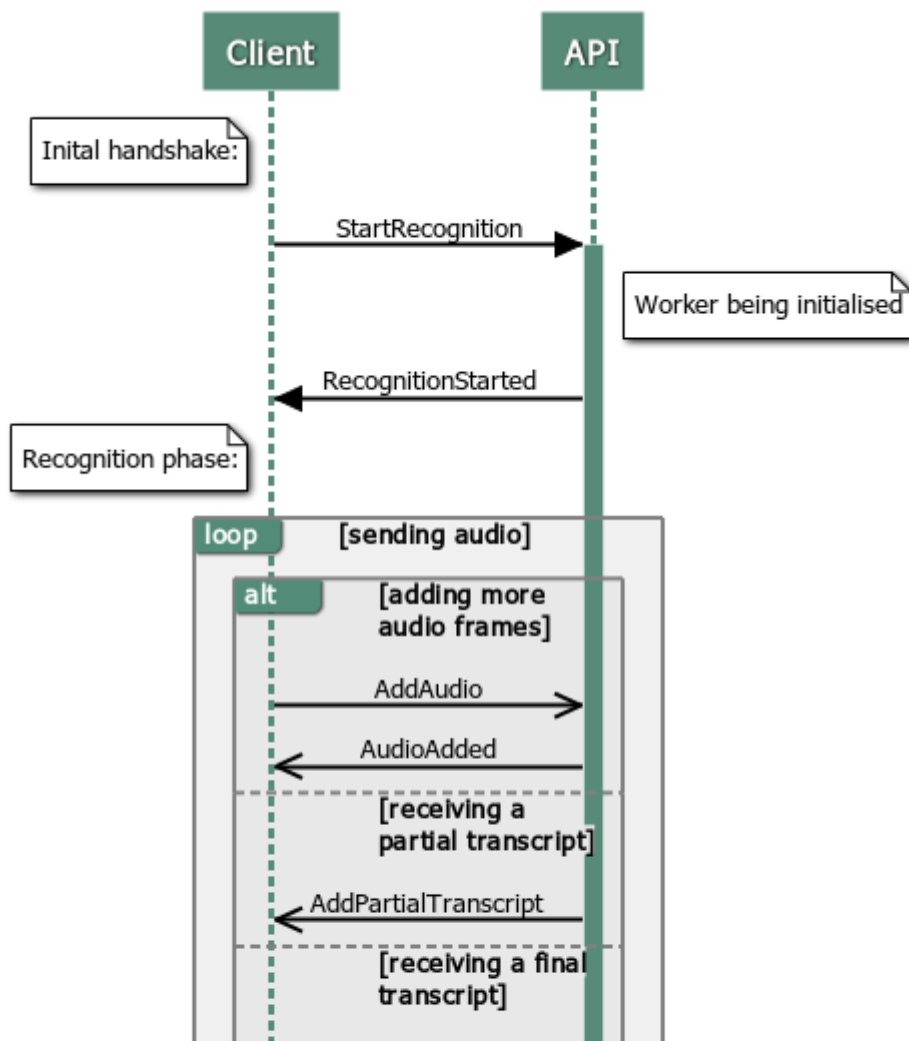 Client
API
Inital handshake:
StartRecognition
Worker being initialised
RecognitionStarted
Recognition phase:
loop
[sending audio]
alt
[adding more
audio frames]
AddAudio
AudioAdded
[receiving a
partial transcript]
AddPartialTranscript
[receiving a final
transcript]